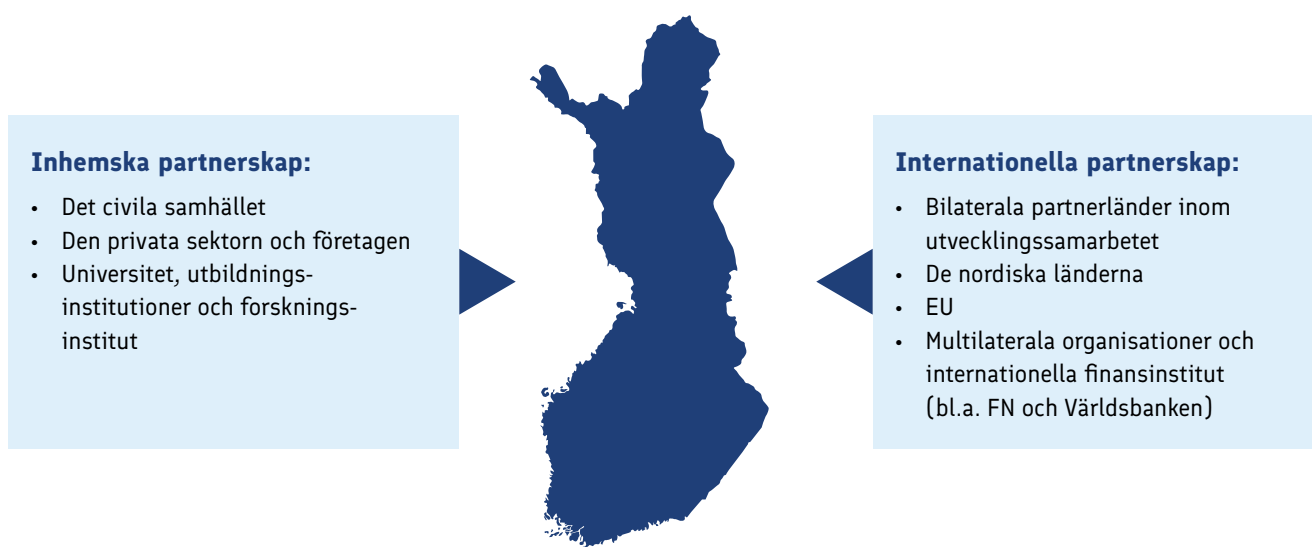 Inhemska partnerskap:
• Det civila samhället
• Den privata sektorn och företagen
• Universitet, utbildnings-
institutioner och forsknings-
institut
Internationella partnerskap:
• Bilaterala partnerländer inom
utvecklingssamarbetet
• De nordiska länderna
• EU
• Multilaterala organisationer och
internationella finansinstitut
(bl.a. FN och Världsbanken)